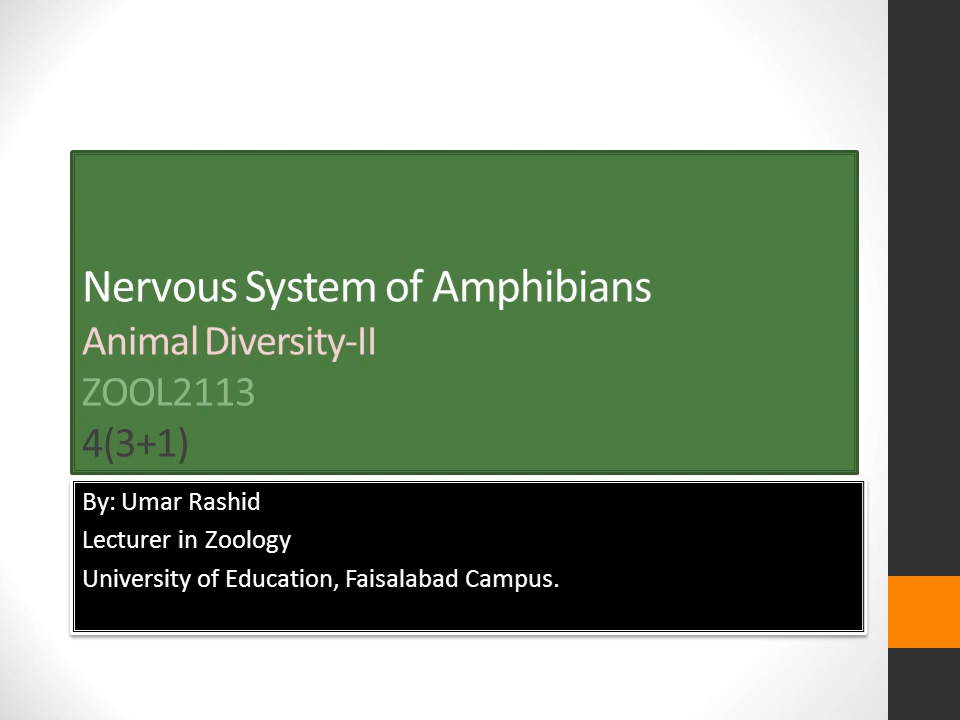 Nervous System of Amphibians
Animal Diversity-II
ZOOL2113
4(3+1)
By: Umar Rashid
Lecturer in Zoology
University of Education, Faisalabad Campus.